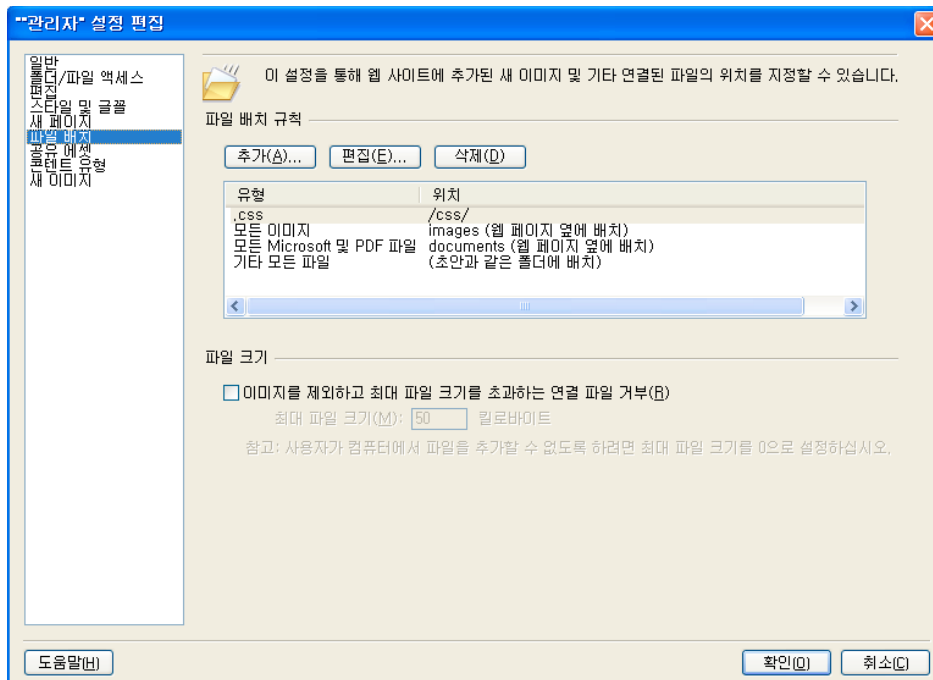 ""관리자" 설정 편집
일반
폴더/파일 액세스
편집
스타일 및 글꼴
새 페이지
파일 배치
공유 에셋
콘텐트 유형
새 이미지
이 설정을 통해 웹 사이트에 추가된 새 이미지 및 기타 연결된 파일의 위치를 지정할 수 있습니다.
파일 배치 규칙
추가(A)... 편집(E)... 삭제(D)
유형 위치
.css /css/
모든 이미지 images (웹 페이지 옆에 배치)
모든 Microsoft 및 PDF 파일 documents (웹 페이지 옆에 배치)
기타 모든 파일 (초안과 같은 폴더에 배치)
파일 크기
이미지를 제외하고 최대 파일 크기를 초과하는 연결 파일 거부(R)
최대 파일 크기(M): 50 킬로바이트
참고: 사용자가 컴퓨터에서 파일을 추가할 수 없도록 하려면 최대 파일 크기를 0으로 설정하십시오.
도움말(H) 확인(O) 취소(C)